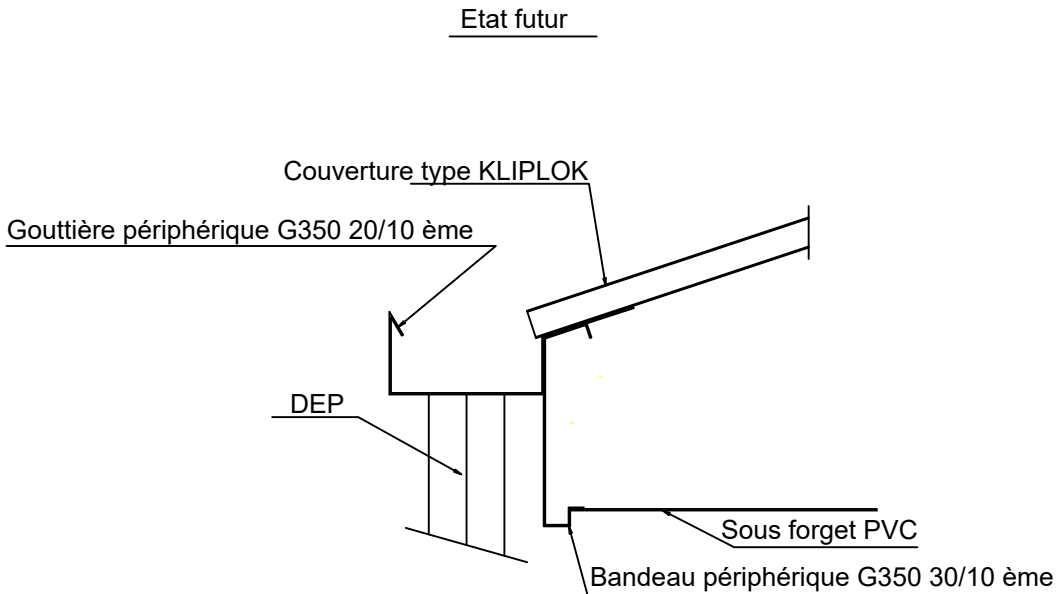 Etat futur
Couverture type KLIPLOK
Gouttière périphérique G350 20/10 ème
DEP
Sous forget PVC
Bandeau périphérique G350 30/10 ème